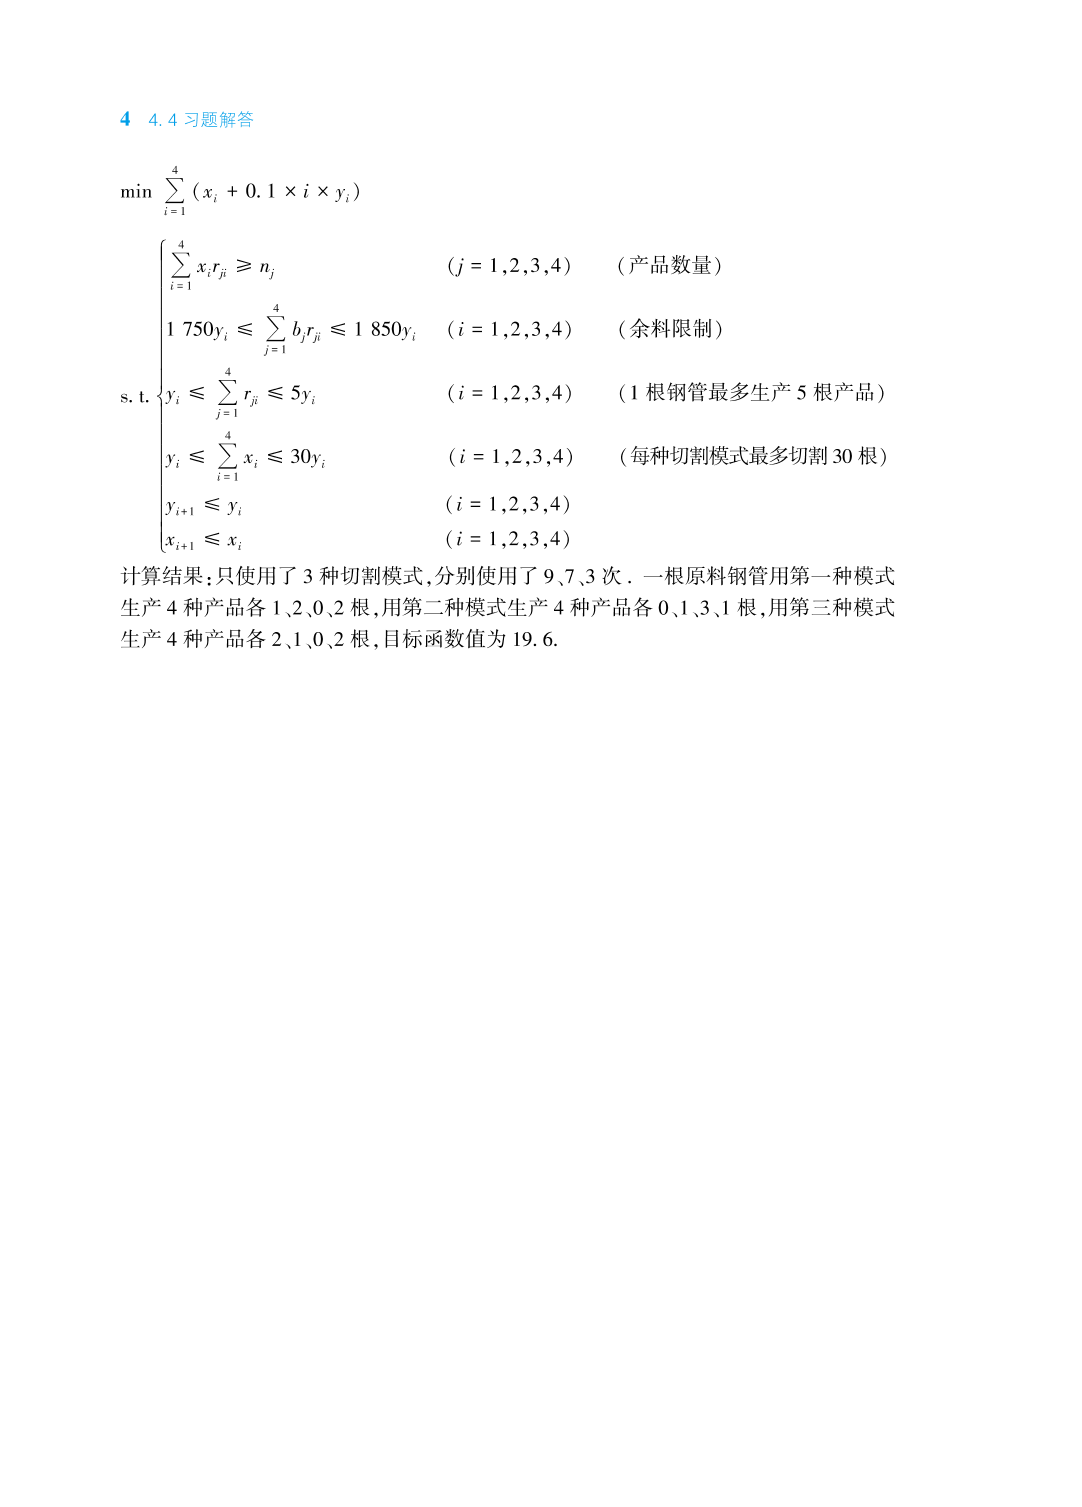 4 4.4 习题解答
min ∑_{i=1}^{4} (x_i + 0.1 × i × y_i)
s.t. { ∑_{i=1}^{4} x_i r_{ji} ⩾ n_j (j = 1,2,3,4) (产品数量)
1 750y_i ⩽ ∑_{j=1}^{4} b_j r_{ji} ⩽ 1 850y_i (i = 1,2,3,4) (余料限制)
y_i ⩽ ∑_{j=1}^{4} r_{ji} ⩽ 5y_i (i = 1,2,3,4) (1 根钢管最多生产 5 根产品)
y_i ⩽ ∑_{i=1}^{4} x_i ⩽ 30y_i (i = 1,2,3,4) (每种切割模式最多切割 30 根)
y_{i+1} ⩽ y_i (i = 1,2,3,4)
x_{i+1} ⩽ x_i (i = 1,2,3,4)
计算结果:只使用了 3 种切割模式,分别使用了 9、7、3 次. 一根原料钢管用第一种模式
生产 4 种产品各 1、2、0、2 根,用第二种模式生产 4 种产品各 0、1、3、1 根,用第三种模式
生产 4 种产品各 2、1、0、2 根,目标函数值为 19.6.